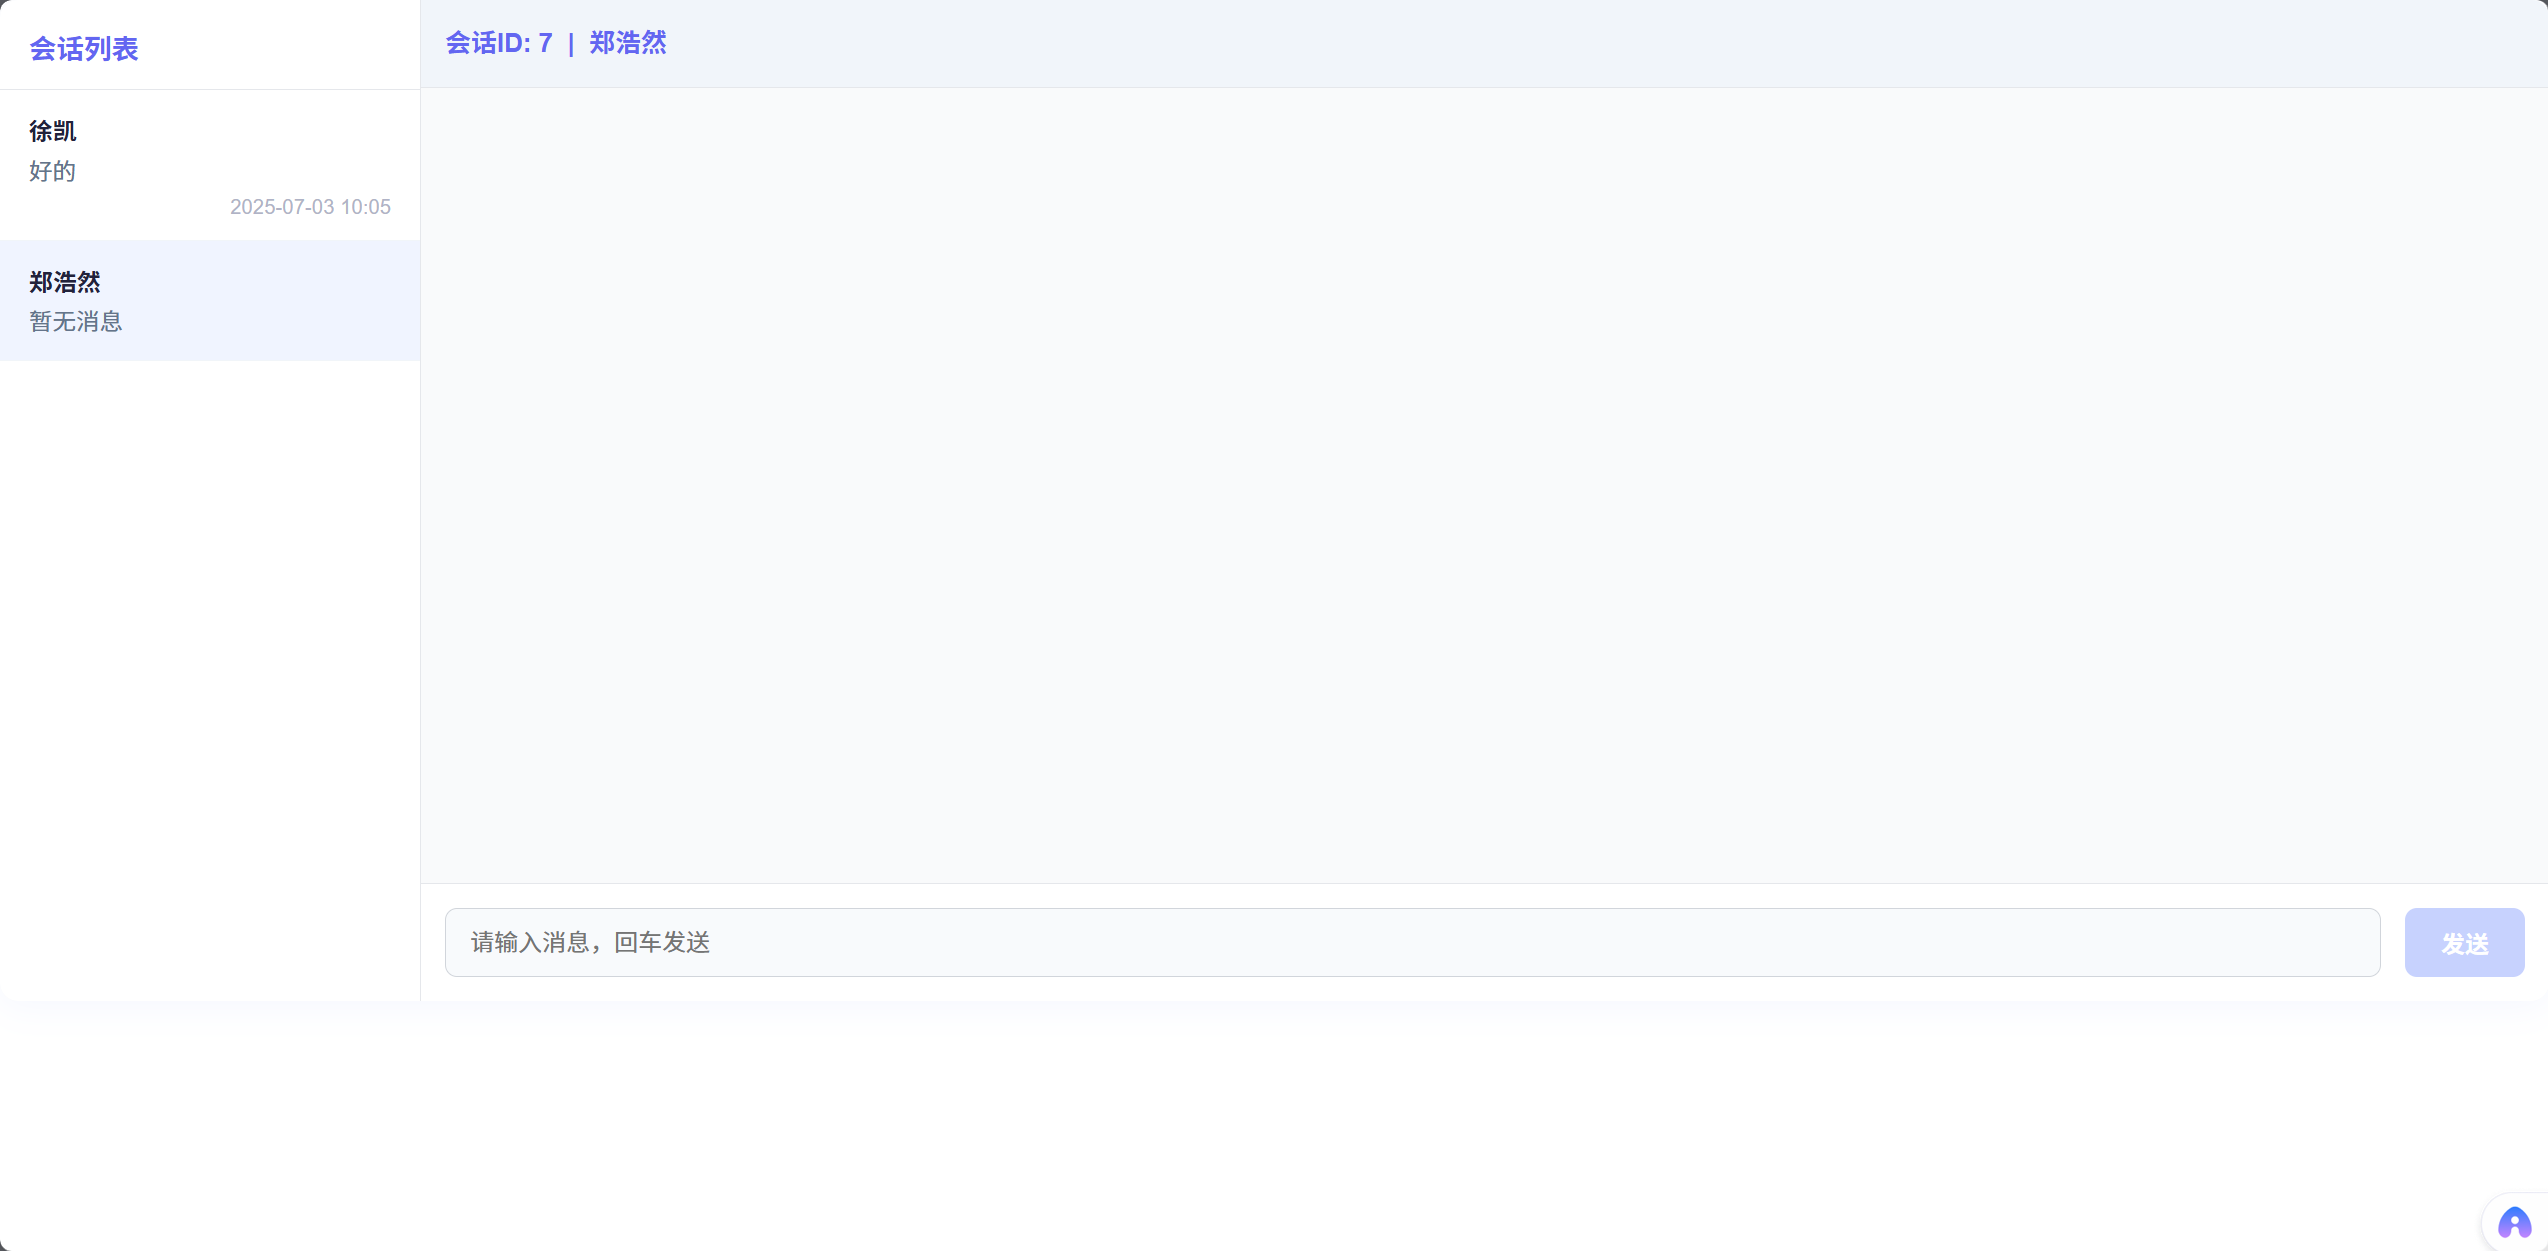 会话列表
徐凯
好的
2025-07-03 10:05
郑浩然
暂无消息
会话ID: 7 | 郑浩然
请输入消息，回车发送
发送